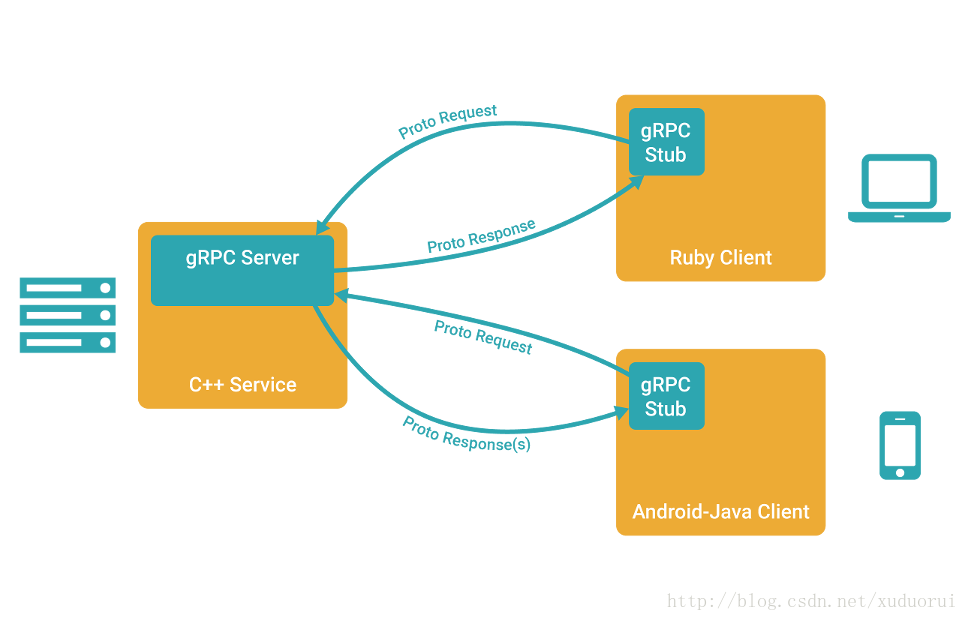 Proto Request
gRPC
Stub
Ruby Client
Proto Response
gRPC Server
C++ Service
Proto Request
gRPC
Stub
Android-Java Client
Proto Response(s)
http://blog.csdn.net/xuduorui